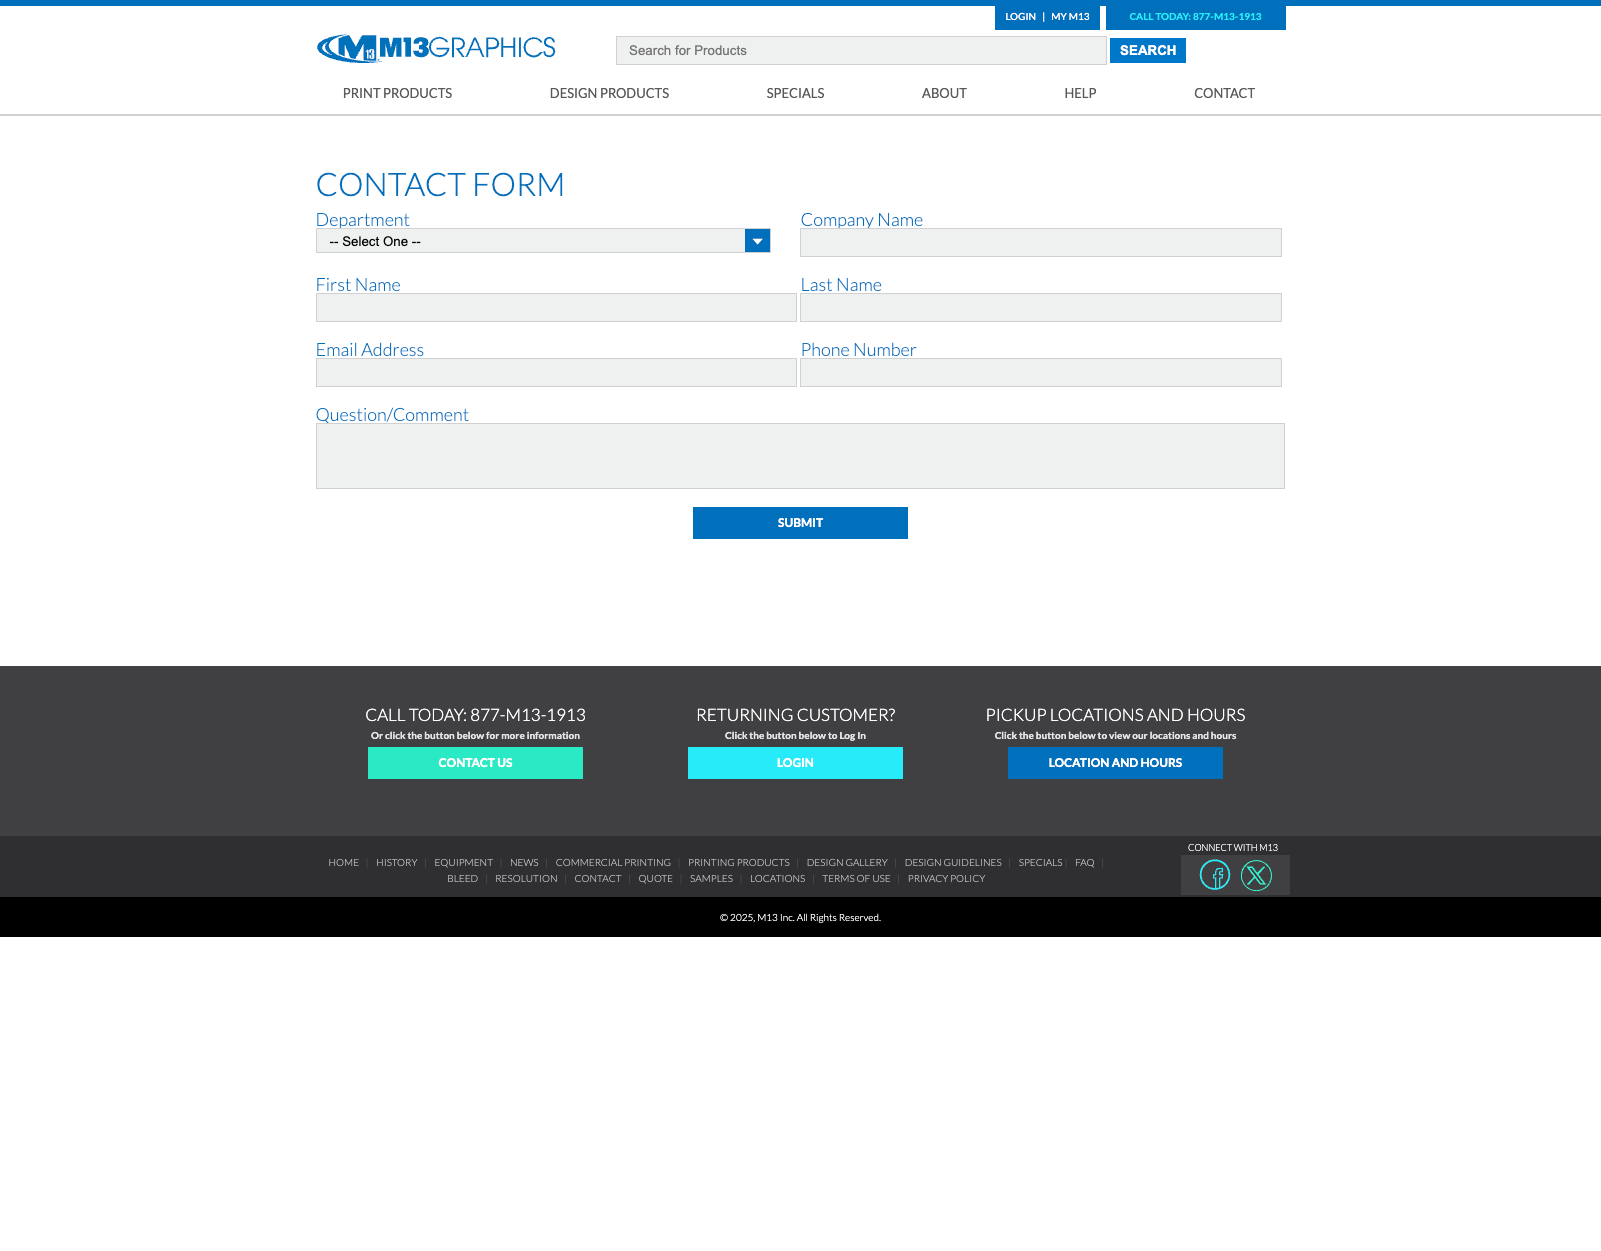 LOGIN | MY M13
CALL TODAY: 877-M13-1913
M13 M13GRAPHICS
Search for Products
SEARCH
PRINT PRODUCTS
DESIGN PRODUCTS
SPECIALS
ABOUT
HELP
CONTACT
CONTACT FORM
Department
Company Name
-- Select One --
First Name
Last Name
Email Address
Phone Number
Question/Comment
SUBMIT
CALL TODAY: 877-M13-1913
Or click the button below for more information
CONTACT US
RETURNING CUSTOMER?
Click the button below to Log In
LOGIN
PICKUP LOCATIONS AND HOURS
Click the button below to view our locations and hours
LOCATION AND HOURS
HOME | HISTORY | EQUIPMENT | NEWS | COMMERCIAL PRINTING | PRINTING PRODUCTS | DESIGN GALLERY | DESIGN GUIDELINES | SPECIALS | FAQ |
BLEED | RESOLUTION | CONTACT | QUOTE | SAMPLES | LOCATIONS | TERMS OF USE | PRIVACY POLICY
CONNECT WITH M13
© 2025, M13 Inc. All Rights Reserved.